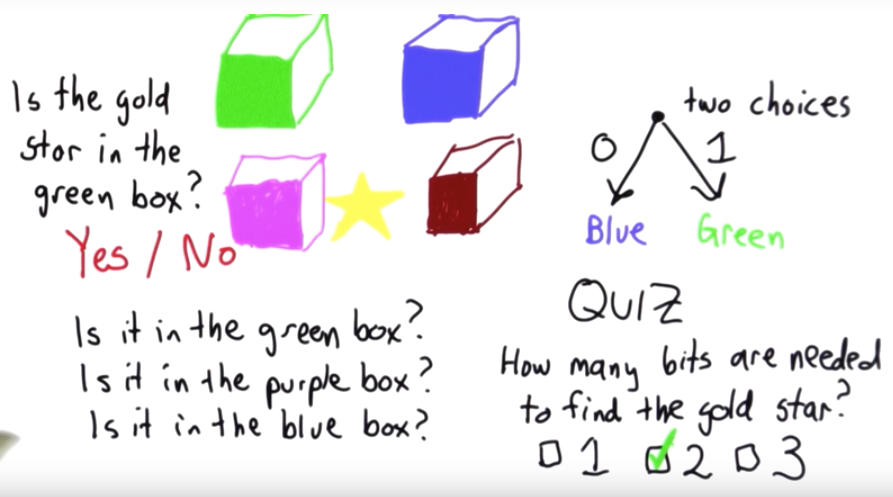 Is the gold
star in the
green box?
Yes / No
two choices
0 1
Blue Green
Is it in the green box?
Is it in the purple box?
Is it in the blue box?
QUIZ
How many bits are needed
to find the gold star?
1 2 3